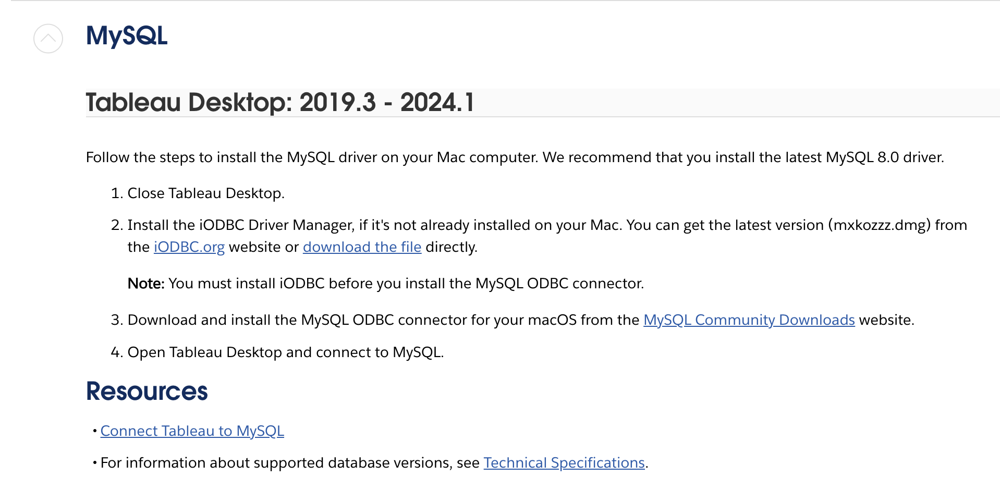 MySQL
Tableau Desktop: 2019.3 - 2024.1
Follow the steps to install the MySQL driver on your Mac computer. We recommend that you install the latest MySQL 8.0 driver.
1. Close Tableau Desktop.
2. Install the iODBC Driver Manager, if it's not already installed on your Mac. You can get the latest version (mxkozzz.dmg) from
the iODBC.org website or download the file directly.
Note: You must install iODBC before you install the MySQL ODBC connector.
3. Download and install the MySQL ODBC connector for your macOS from the MySQL Community Downloads website.
4. Open Tableau Desktop and connect to MySQL.
Resources
• Connect Tableau to MySQL
• For information about supported database versions, see Technical Specifications.